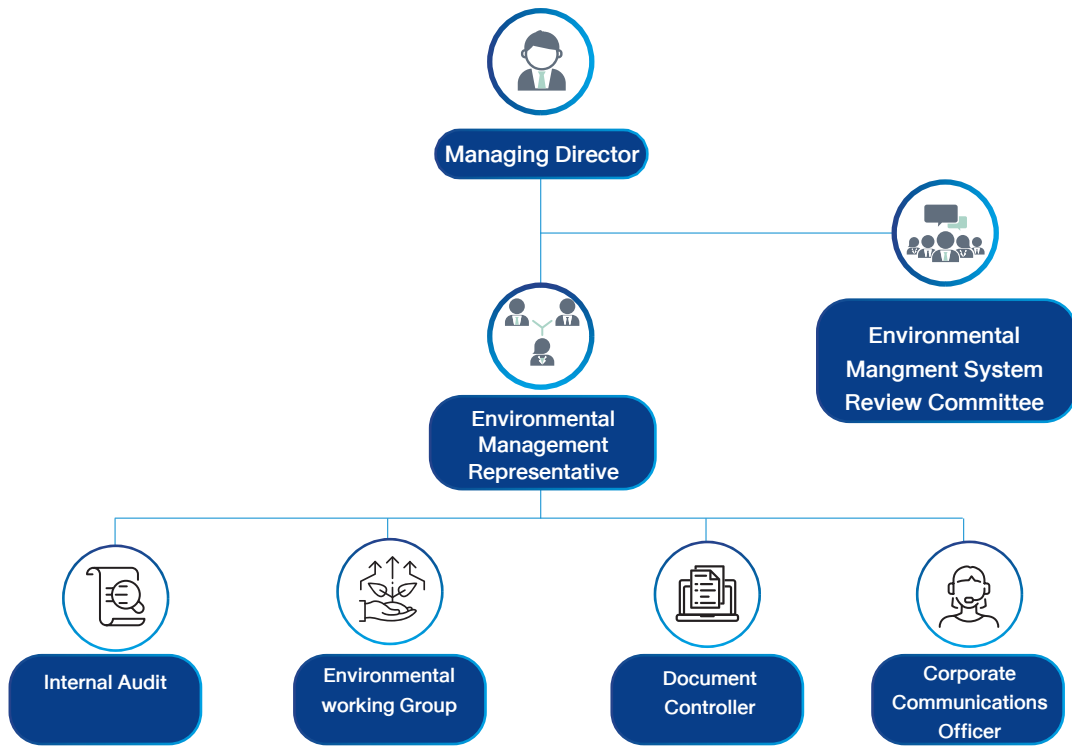 Managing Director
Environmental
Mangment System
Review Committee
Environmental
Management
Representative
Internal Audit
Environmental
working Group
Document
Controller
Corporate
Communications
Officer